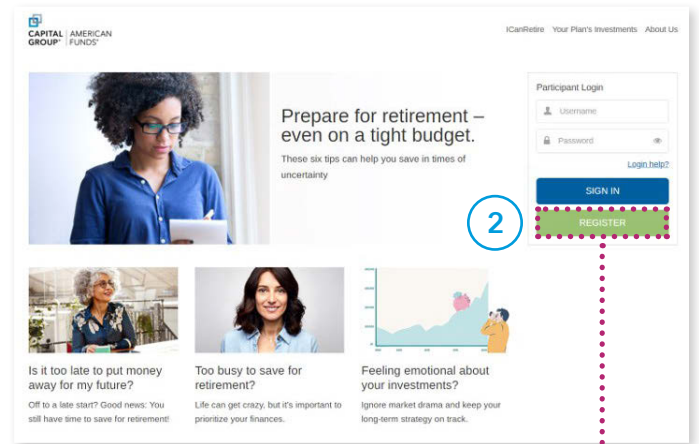 CAPITAL AMERICAN
GROUP® FUNDS®
ICanRetire Your Plan's Investments About Us
Prepare for retirement –
even on a tight budget.
These six tips can help you save in times of
uncertainty
Participant Login
Username
Password
Login help?
SIGN IN
2
REGISTER
Is it too late to put money
away for my future?
Off to a late start? Good news: You
still have time to save for retirement!
Too busy to save for
retirement?
Life can get crazy, but it's important to
prioritize your finances.
Feeling emotional about
your investments?
Ignore market drama and keep your
long-term strategy on track.